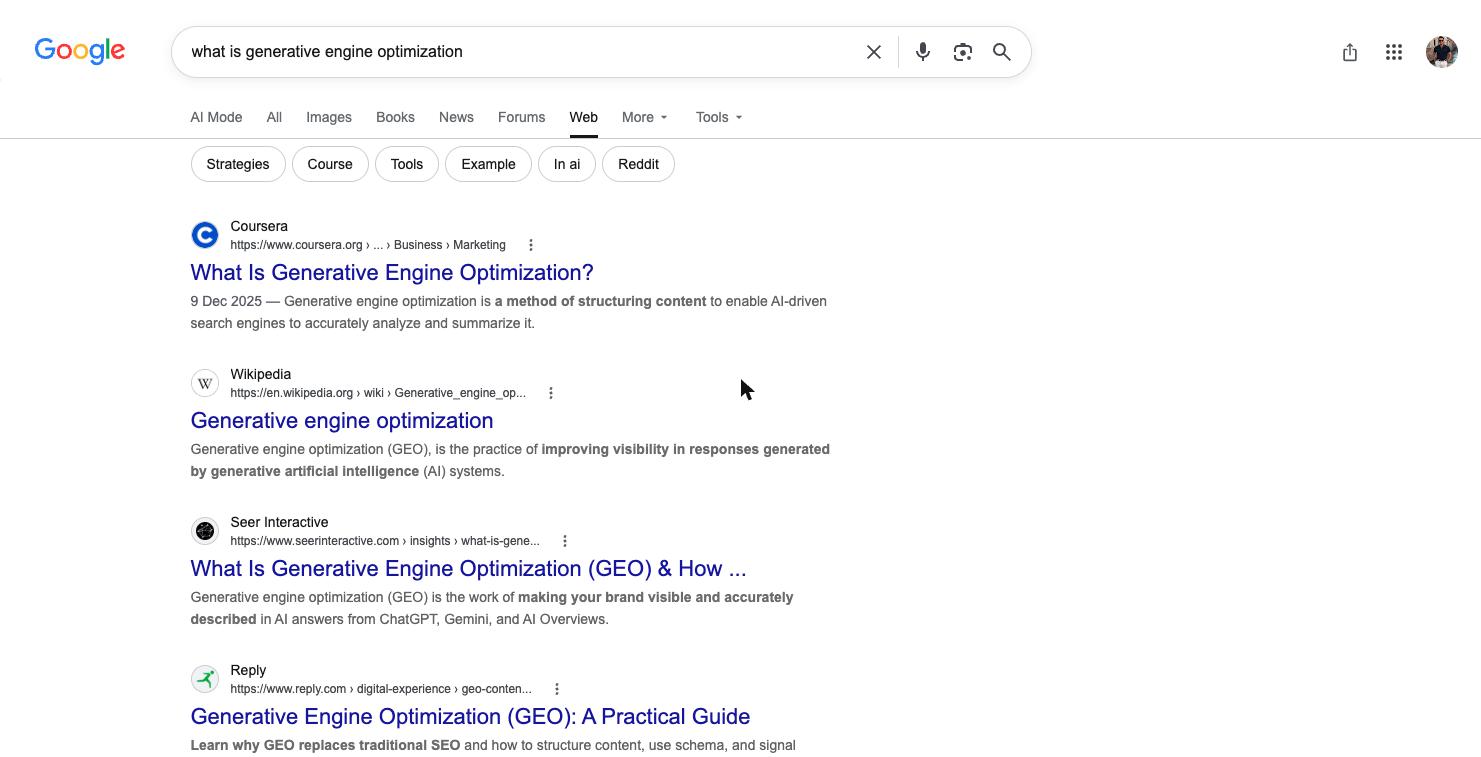 Google
what is generative engine optimization
AI Mode All Images Books News Forums Web More Tools
Strategies Course Tools Example In ai Reddit
Coursera
https://www.coursera.org › ... › Business › Marketing
What Is Generative Engine Optimization?
9 Dec 2025 — Generative engine optimization is a method of structuring content to enable AI-driven
search engines to accurately analyze and summarize it.
W
Wikipedia
https://en.wikipedia.org › wiki › Generative_engine_op...
Generative engine optimization
Generative engine optimization (GEO), is the practice of improving visibility in responses generated
by generative artificial intelligence (AI) systems.
Seer Interactive
https://www.seerinteractive.com › insights › what-is-gene...
What Is Generative Engine Optimization (GEO) & How ...
Generative engine optimization (GEO) is the work of making your brand visible and accurately
described in AI answers from ChatGPT, Gemini, and AI Overviews.
Reply
https://www.reply.com › digital-experience › geo-conten...
Generative Engine Optimization (GEO): A Practical Guide
Learn why GEO replaces traditional SEO and how to structure content, use schema, and signal